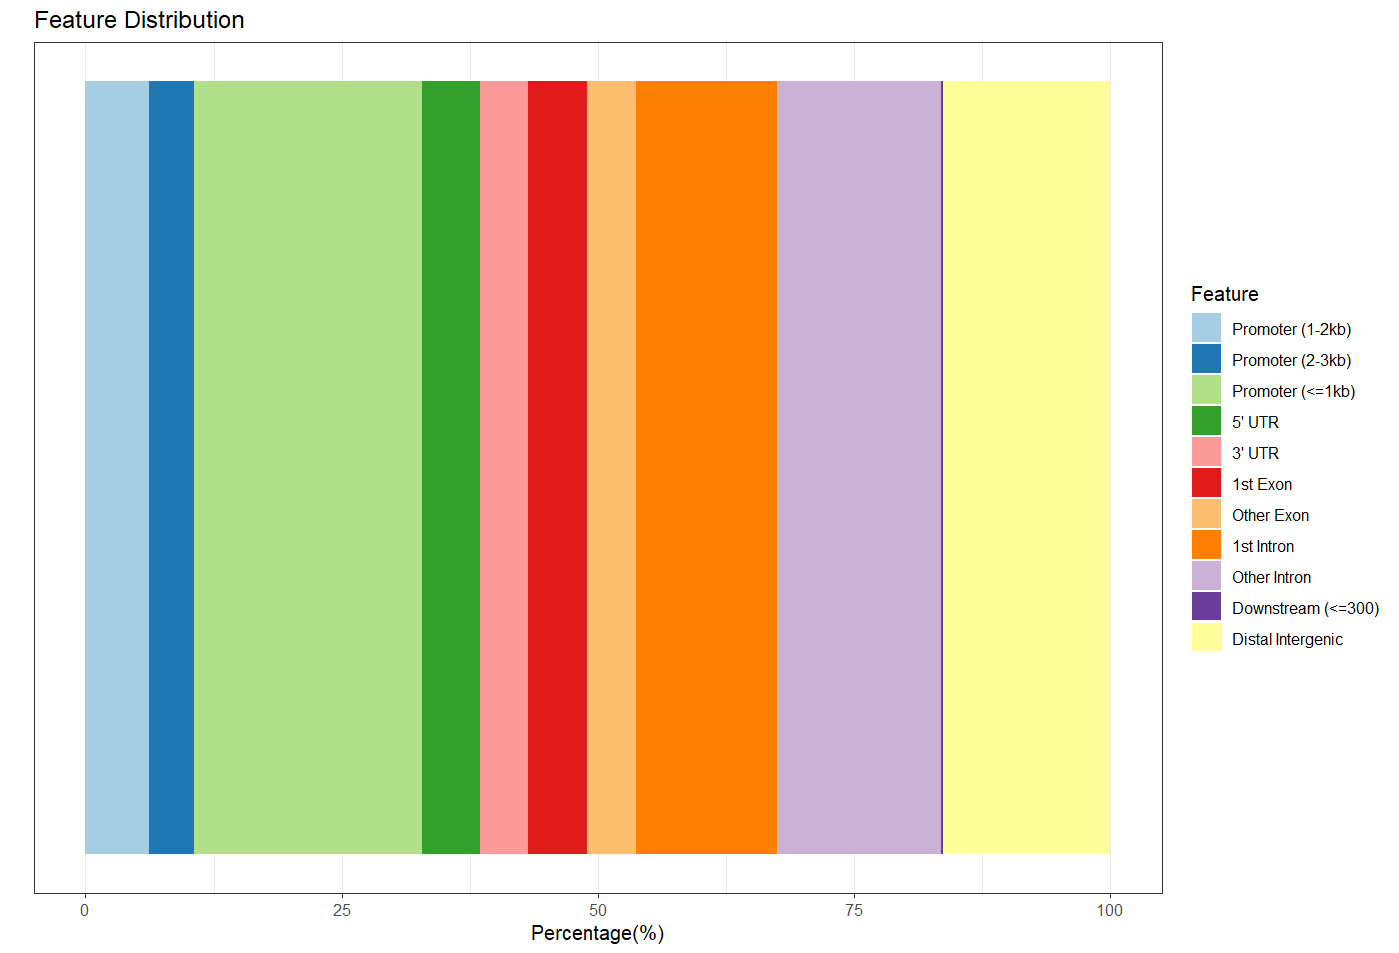 Feature Distribution
Feature
Promoter (1-2kb)
Promoter (2-3kb)
Promoter (<=1kb)
5' UTR
3' UTR
1st Exon
Other Exon
1st Intron
Other Intron
Downstream (<=300)
Distal Intergenic
0 25 50 75 100
Percentage(%)